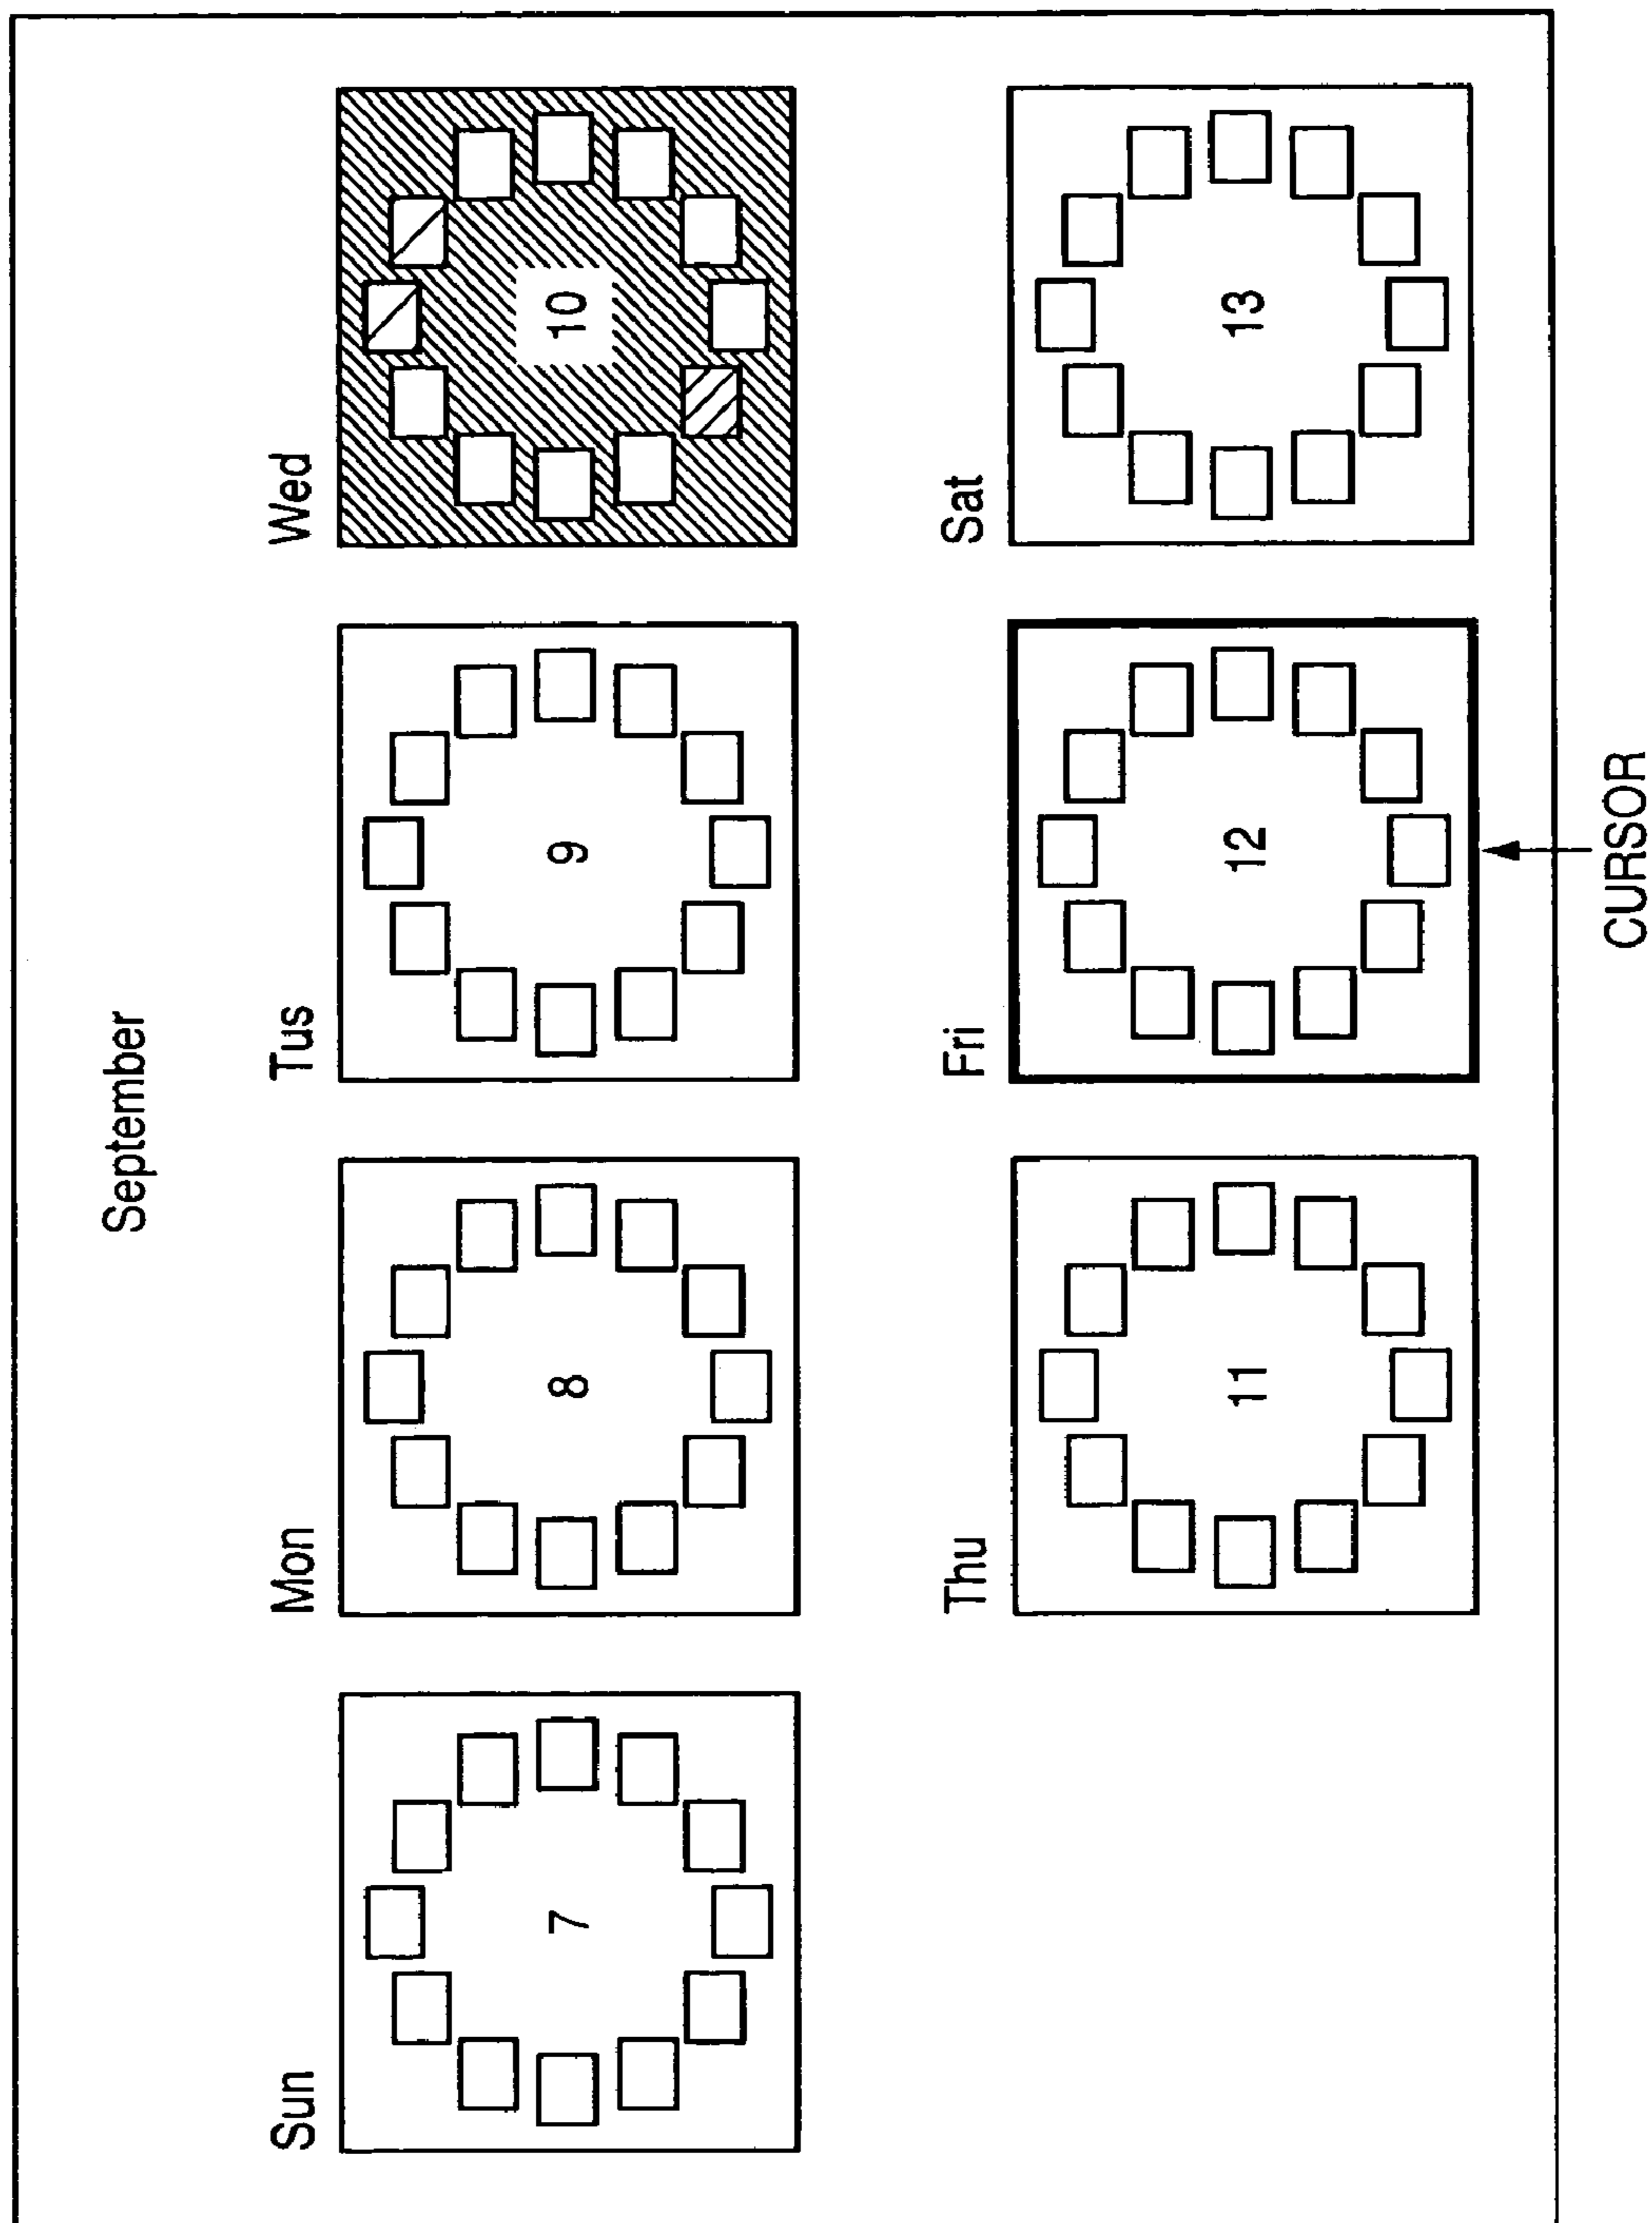 September
Sun Mon Tus Wed
7 8 9 10
Thu Fri Sat
11 12 13
CURSOR